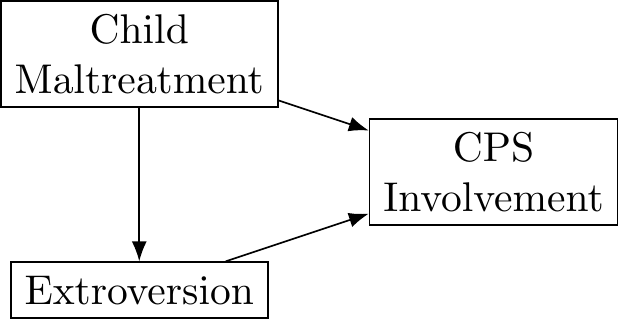 Child
Maltreatment
CPS
Involvement
Extroversion